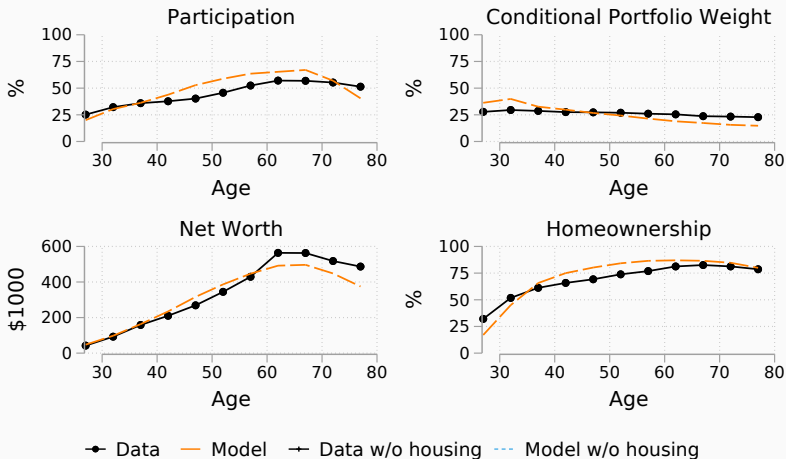 Participation
100
75
50
25
0
%
30 40 50 60 70 80
Age
Conditional Portfolio Weight
100
75
50
25
0
%
30 40 50 60 70 80
Age
Net Worth
600
400
200
0
$1000
30 40 50 60 70 80
Age
Homeownership
100
75
50
25
0
%
30 40 50 60 70 80
Age
Data Model Data w/o housing Model w/o housing